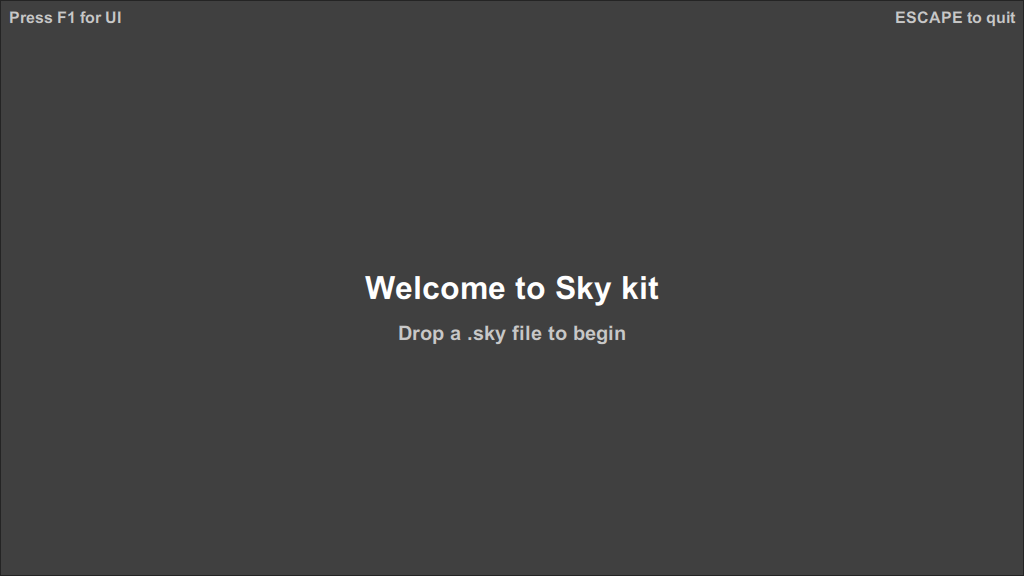 Press F1 for UI
ESCAPE to quit
Welcome to Sky kit
Drop a .sky file to begin